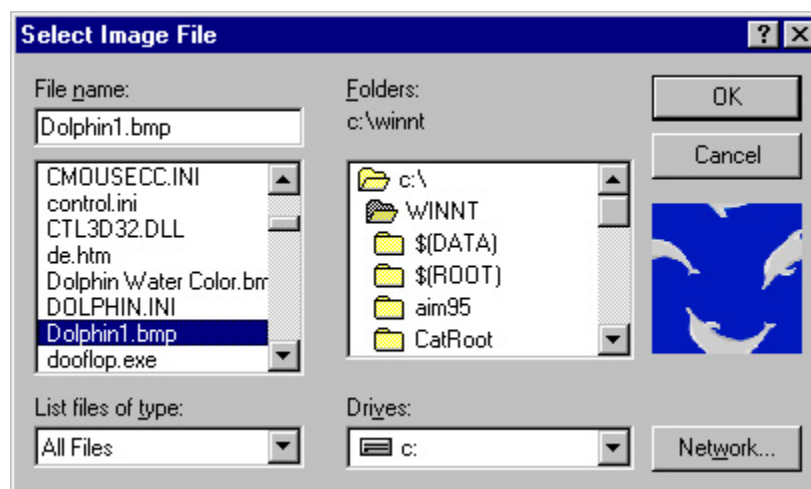 Select Image File
File name:
Dolphin1.bmp
CMOUSECC.INI
control.ini
CTL3D32.DLL
de.htm
Dolphin Water Color.bm
DOLPHIN.INI
Dolphin1.bmp
dooflop.exe
List files of type:
All Files
Folders:
c:\winnt
c:\
WINNT
$(DATA)
$(ROOT)
aim95
CatRoot
Drives:
c:
OK
Cancel
Network...